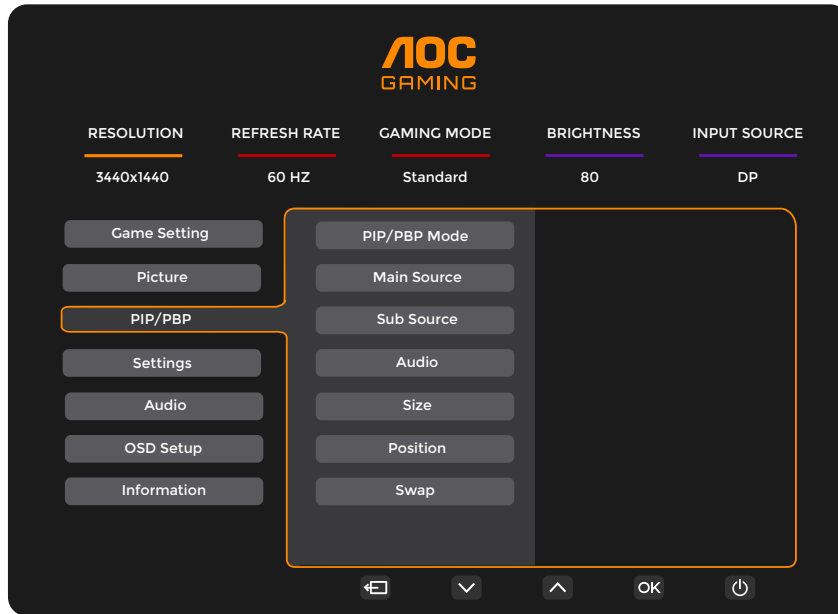 AOC
GAMING
RESOLUTION REFRESH RATE GAMING MODE BRIGHTNESS INPUT SOURCE
3440x1440 60 HZ Standard 80 DP
Game Setting PIP/PBP Mode
Picture Main Source
PIP/PBP Sub Source
Settings Audio
Audio Size
OSD Setup Position
Information Swap
OK